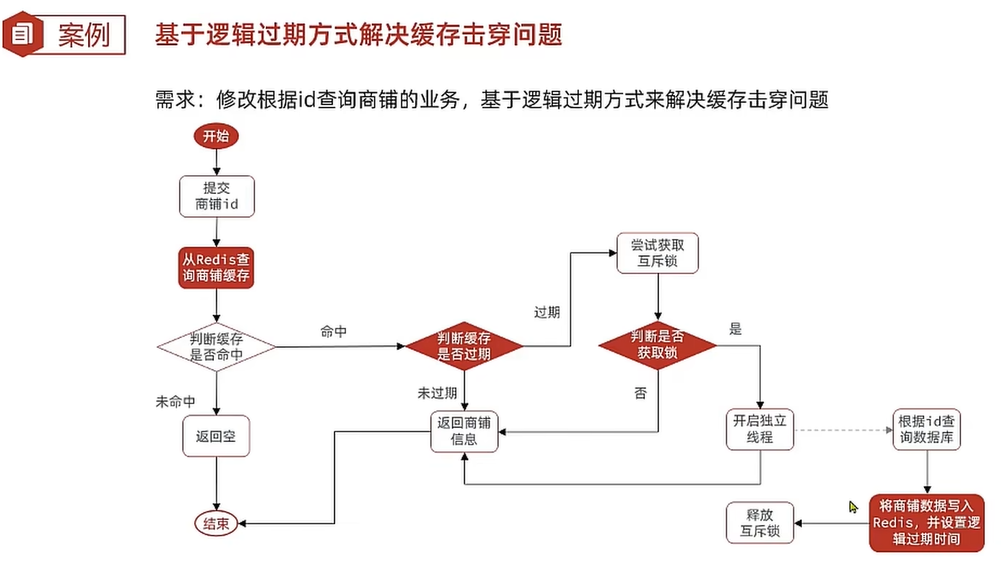 案例
基于逻辑过期方式解决缓存击穿问题
需求：修改根据id查询商铺的业务，基于逻辑过期方式来解决缓存击穿问题
开始
提交
商铺id
从Redis查
询商铺缓存
判断缓存
是否命中
命中
未命中
返回空
结束
判断缓存
是否过期
过期
未过期
返回商铺
信息
尝试获取
互斥锁
判断是否
获取锁
是
否
开启独立
线程
根据id查
询数据库
将商铺数据写入
Redis，并设置逻
辑过期时间
释放
互斥锁